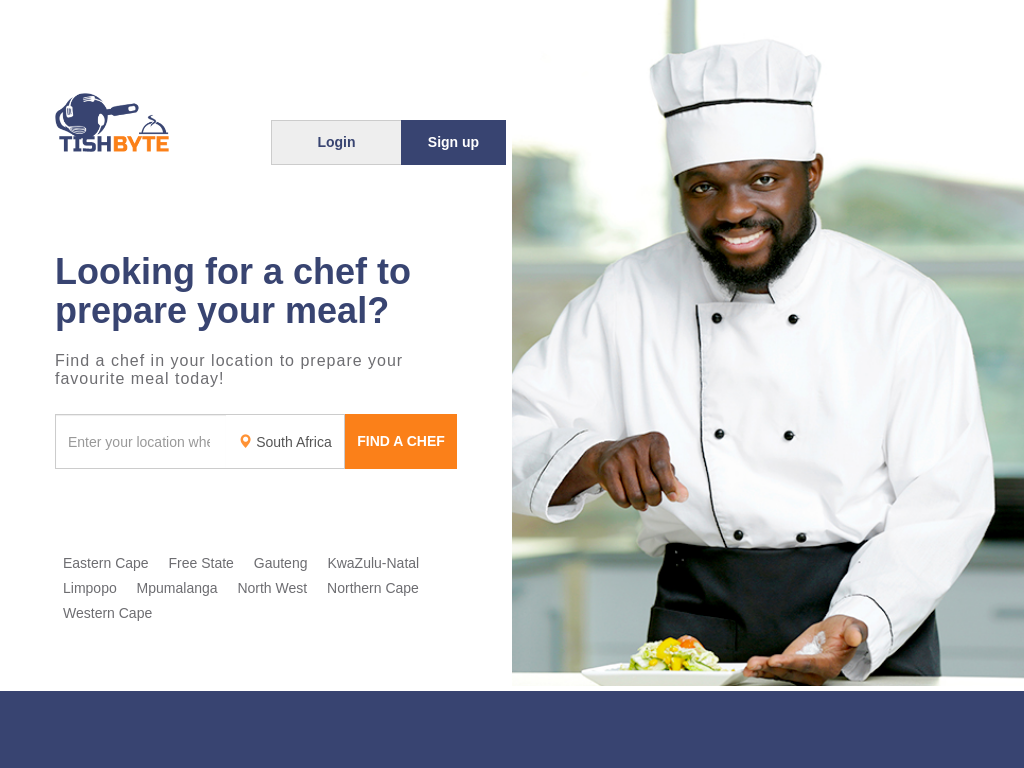 TISHBYTE
Login
Sign up
Looking for a chef to
prepare your meal?
Find a chef in your location to prepare your
favourite meal today!
Enter your location whe
South Africa
FIND A CHEF
Eastern Cape
Free State
Gauteng
KwaZulu-Natal
Limpopo
Mpumalanga
North West
Northern Cape
Western Cape